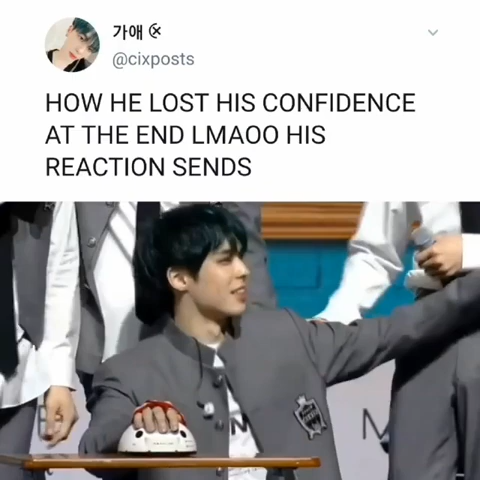 가애
@cixposts
HOW HE LOST HIS CONFIDENCE
AT THE END LMAOO HIS
REACTION SENDS
N
M